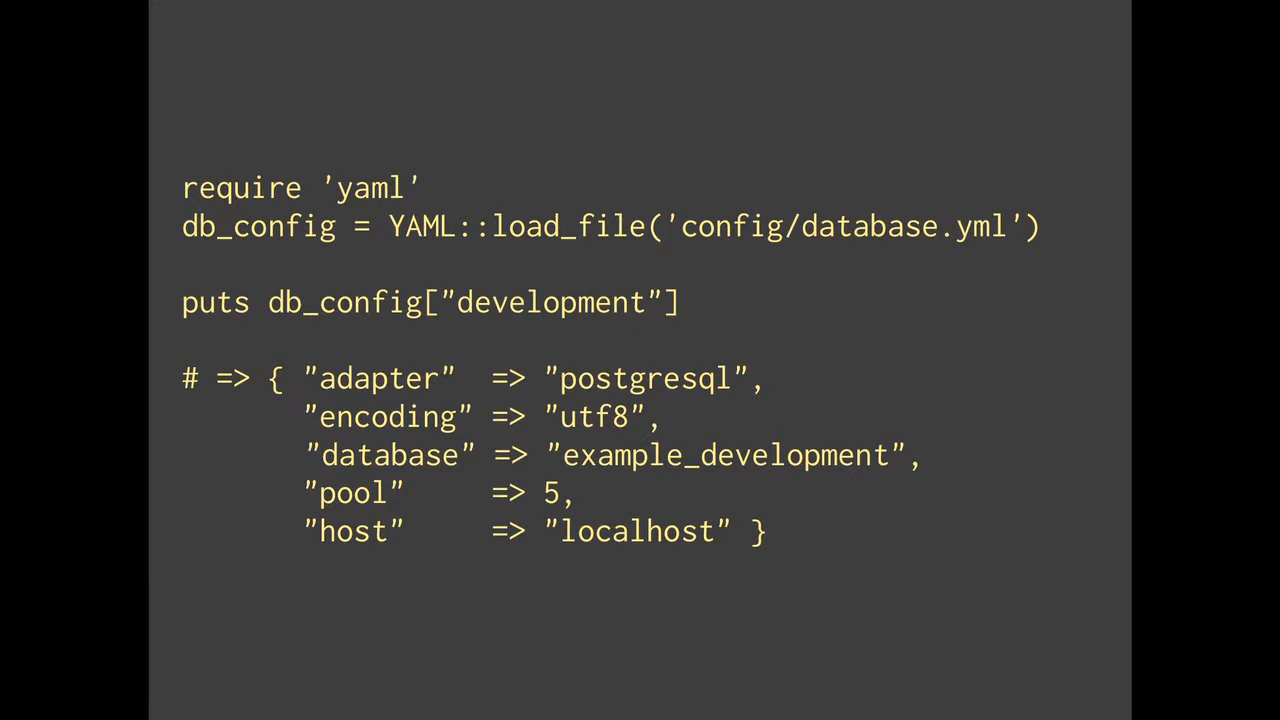 require 'yaml'
db_config = YAML::load_file('config/database.yml')
puts db_config["development"]
# => { "adapter"  => "postgresql",
"encoding" => "utf8",
"database" => "example_development",
"pool"     => 5,
"host"     => "localhost" }